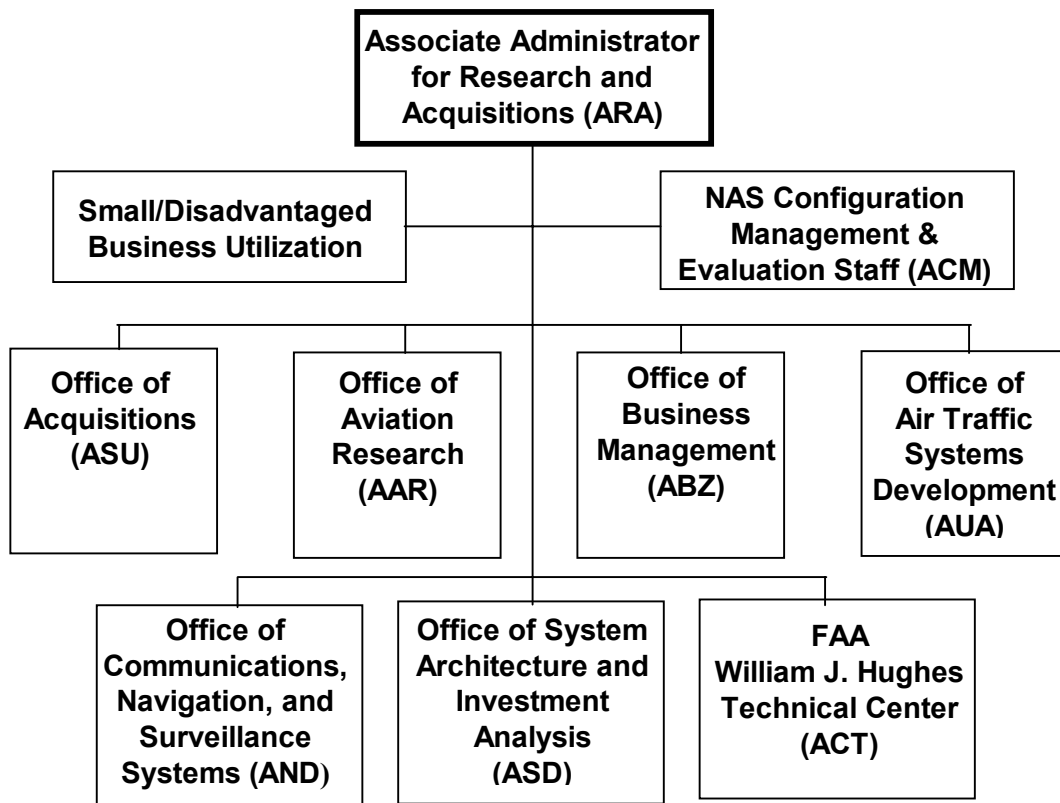 Associate Administrator
for Research and
Acquisitions (ARA)
Small/Disadvantaged
Business Utilization
NAS Configuration
Management &
Evaluation Staff (ACM)
Office of
Acquisitions
(ASU)
Office of
Aviation
Research
(AAR)
Office of
Business
Management
(ABZ)
Office of
Air Traffic
Systems
Development
(AUA)
Office of
Communications,
Navigation, and
Surveillance
Systems (AND)
Office of System
Architecture and
Investment
Analysis
(ASD)
FAA
William J. Hughes
Technical Center
(ACT)